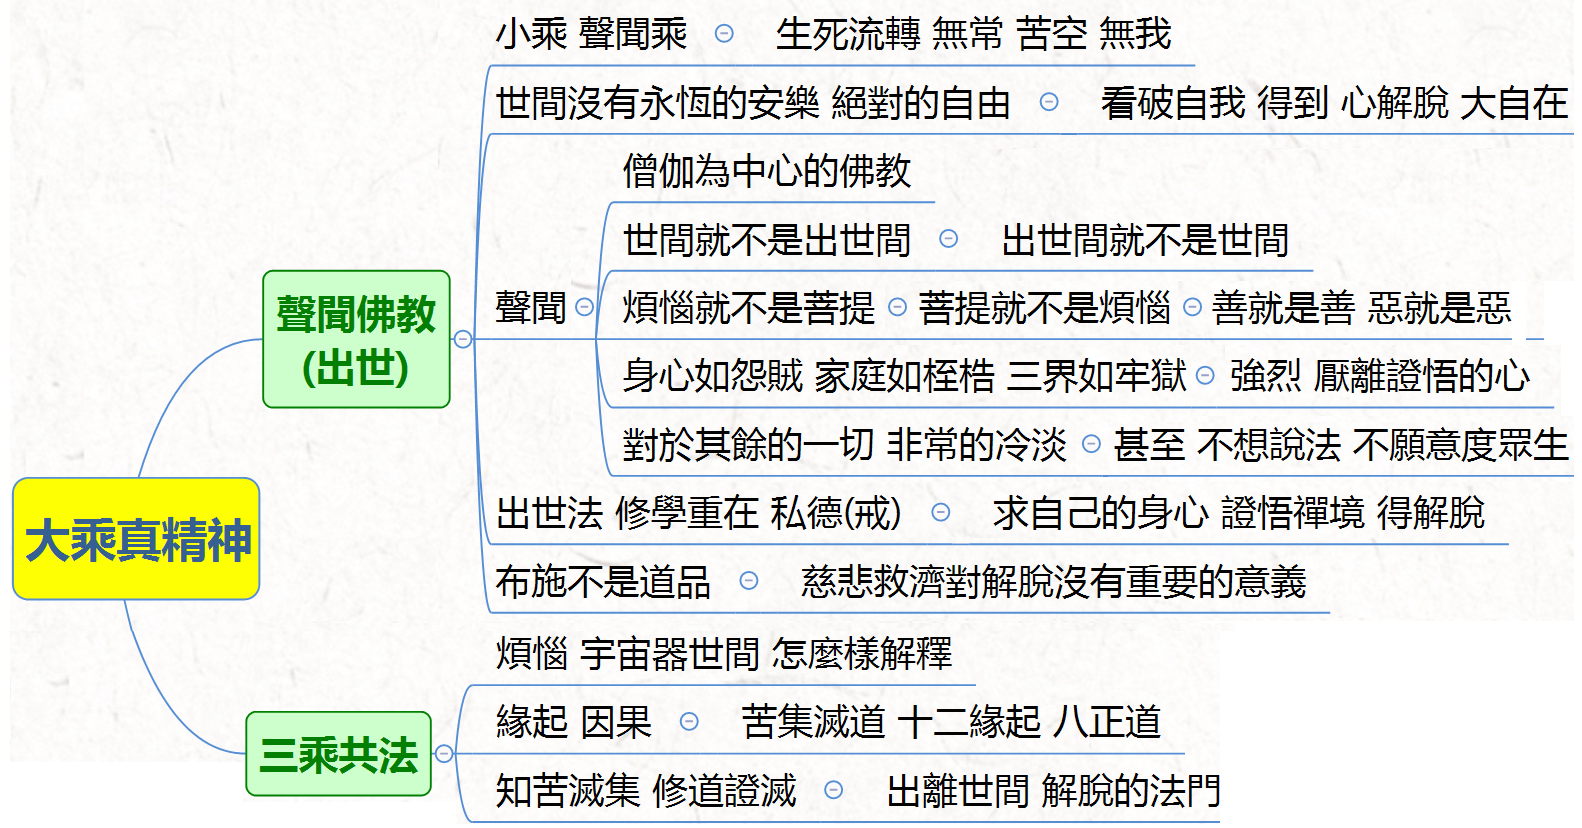 小乘 聲聞乘 生死流轉 無常 苦空 無我
世間沒有永恆的安樂 絕對的自由 看破自我 得到 心解脫 大自在
僧伽為中心的佛教
世間就不是出世間 出世間就不是世間
聲聞佛教
(出世)
聲聞 煩惱就不是菩提 菩提就不是煩惱 善就是善 惡就是惡
身心如怨賊 家庭如桎梏 三界如牢獄 強烈 厭離證悟的心
對於其餘的一切 非常的冷淡 甚至 不想說法 不願意度眾生
大乘真精神
出世法 修學重在 私德(戒) 求自己的身心 證悟禪境 得解脫
布施不是道品 慈悲救濟對解脫沒有重要的意義
煩惱 宇宙器世間 怎麼樣解釋
三乘共法
緣起 因果 苦集滅道 十二緣起 八正道
知苦滅集 修道證滅 出離世間 解脫的法門